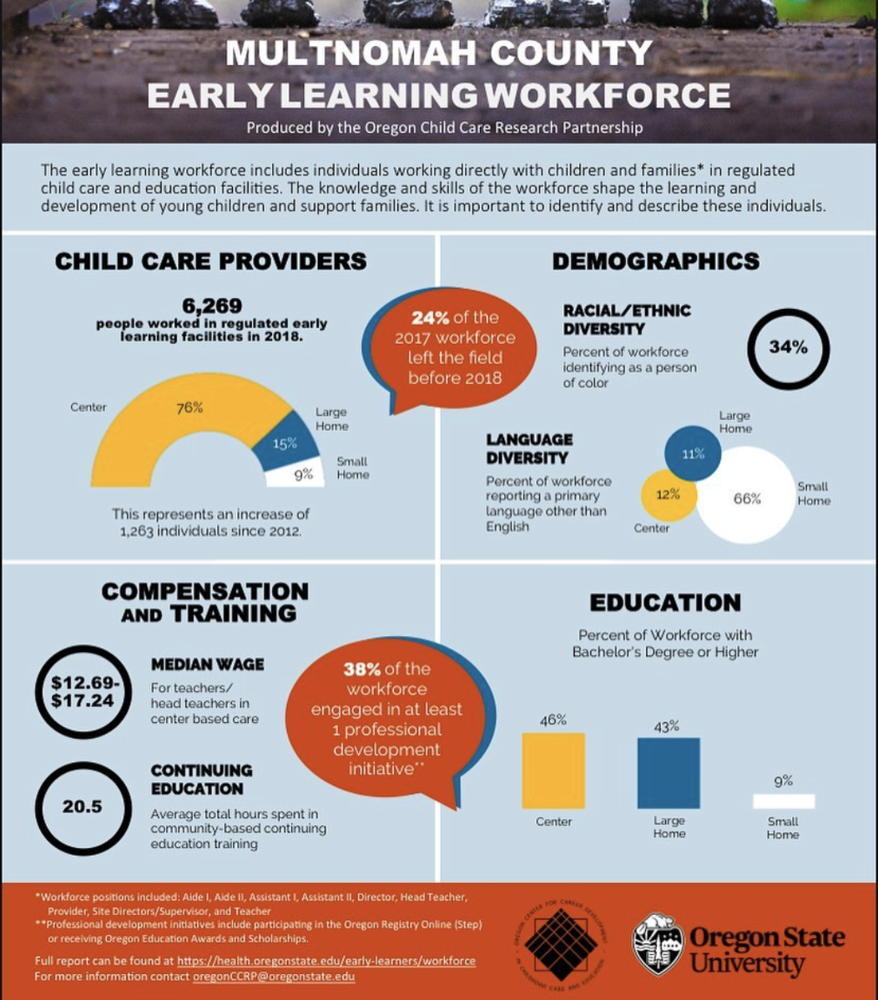 MULTNOMAH COUNTY
EARLY LEARNING WORKFORCE
Produced by the Oregon Child Care Research Partnership
The early learning workforce includes individuals working directly with children and families* in regulated
child care and education facilities. The knowledge and skills of the workforce shape the learning and
development of young children and support families. It is important to identify and describe these individuals.
CHILD CARE PROVIDERS
6,269
people worked in regulated early
learning facilities in 2018.
Center
76%
Large
Home
15%
Small
Home
9%
This represents an increase of
1,263 individuals since 2012.
24% of the
2017 workforce
left the field
before 2018
DEMOGRAPHICS
RACIAL/ETHNIC
DIVERSITY
Percent of workforce
identifying as a person
of color
34%
LANGUAGE
DIVERSITY
Percent of workforce
reporting a primary
language other than
English
Large
Home
11%
12%
Center
66%
Small
Home
COMPENSATION
AND TRAINING
$12.69-
$17.24
MEDIAN WAGE
For teachers/
head teachers in
center based care
20.5
CONTINUING
EDUCATION
Average total hours spent in
community-based continuing
education training
38% of the
workforce
engaged in at least
1 professional
development
initiative**
EDUCATION
Percent of Workforce with
Bachelor's Degree or Higher
46%
43%
9%
Center
Large
Home
Small
Home
*Workforce positions included: Aide I, Aide II, Assistant I, Assistant II, Director, Head Teacher,
Provider, Site Directors/Supervisor, and Teacher
**Professional development initiatives include participating in the Oregon Registry Online (Step)
or receiving Oregon Education Awards and Scholarships.
Full report can be found at https://health.oregonstate.edu/early-learners/workforce
For more information contact oregonCCRP@oregonstate.edu
OREGON CENTER FOR CAREER DEVELOPMENT
IN CHILDHOOD CARE AND EDUCATION
Oregon State
University